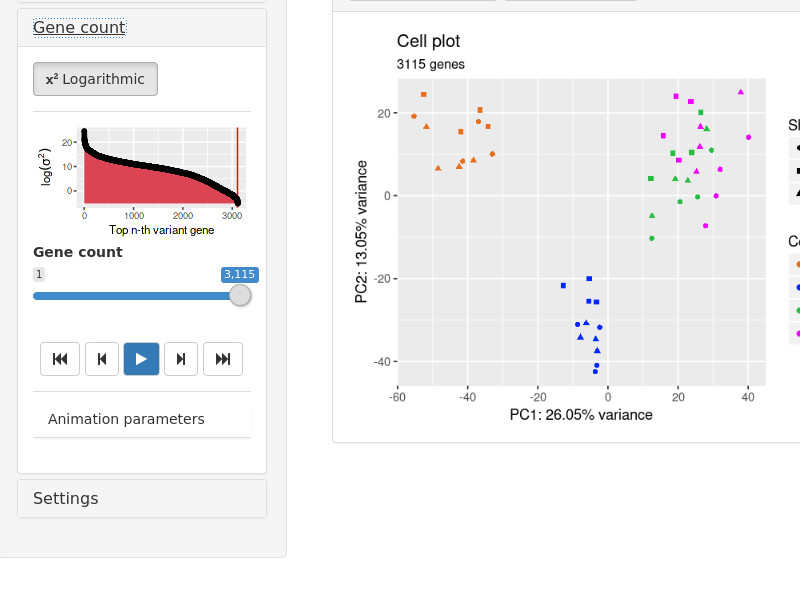 Gene count
x² Logarithmic
log(σ²)
20
10
0
0
1000
2000
3000
Top n-th variant gene
Gene count
1
3,115
Animation parameters
Settings
Cell plot
3115 genes
PC2: 13.05% variance
20
0
-20
-40
-60
-40
-20
0
20
40
PC1: 26.05% variance